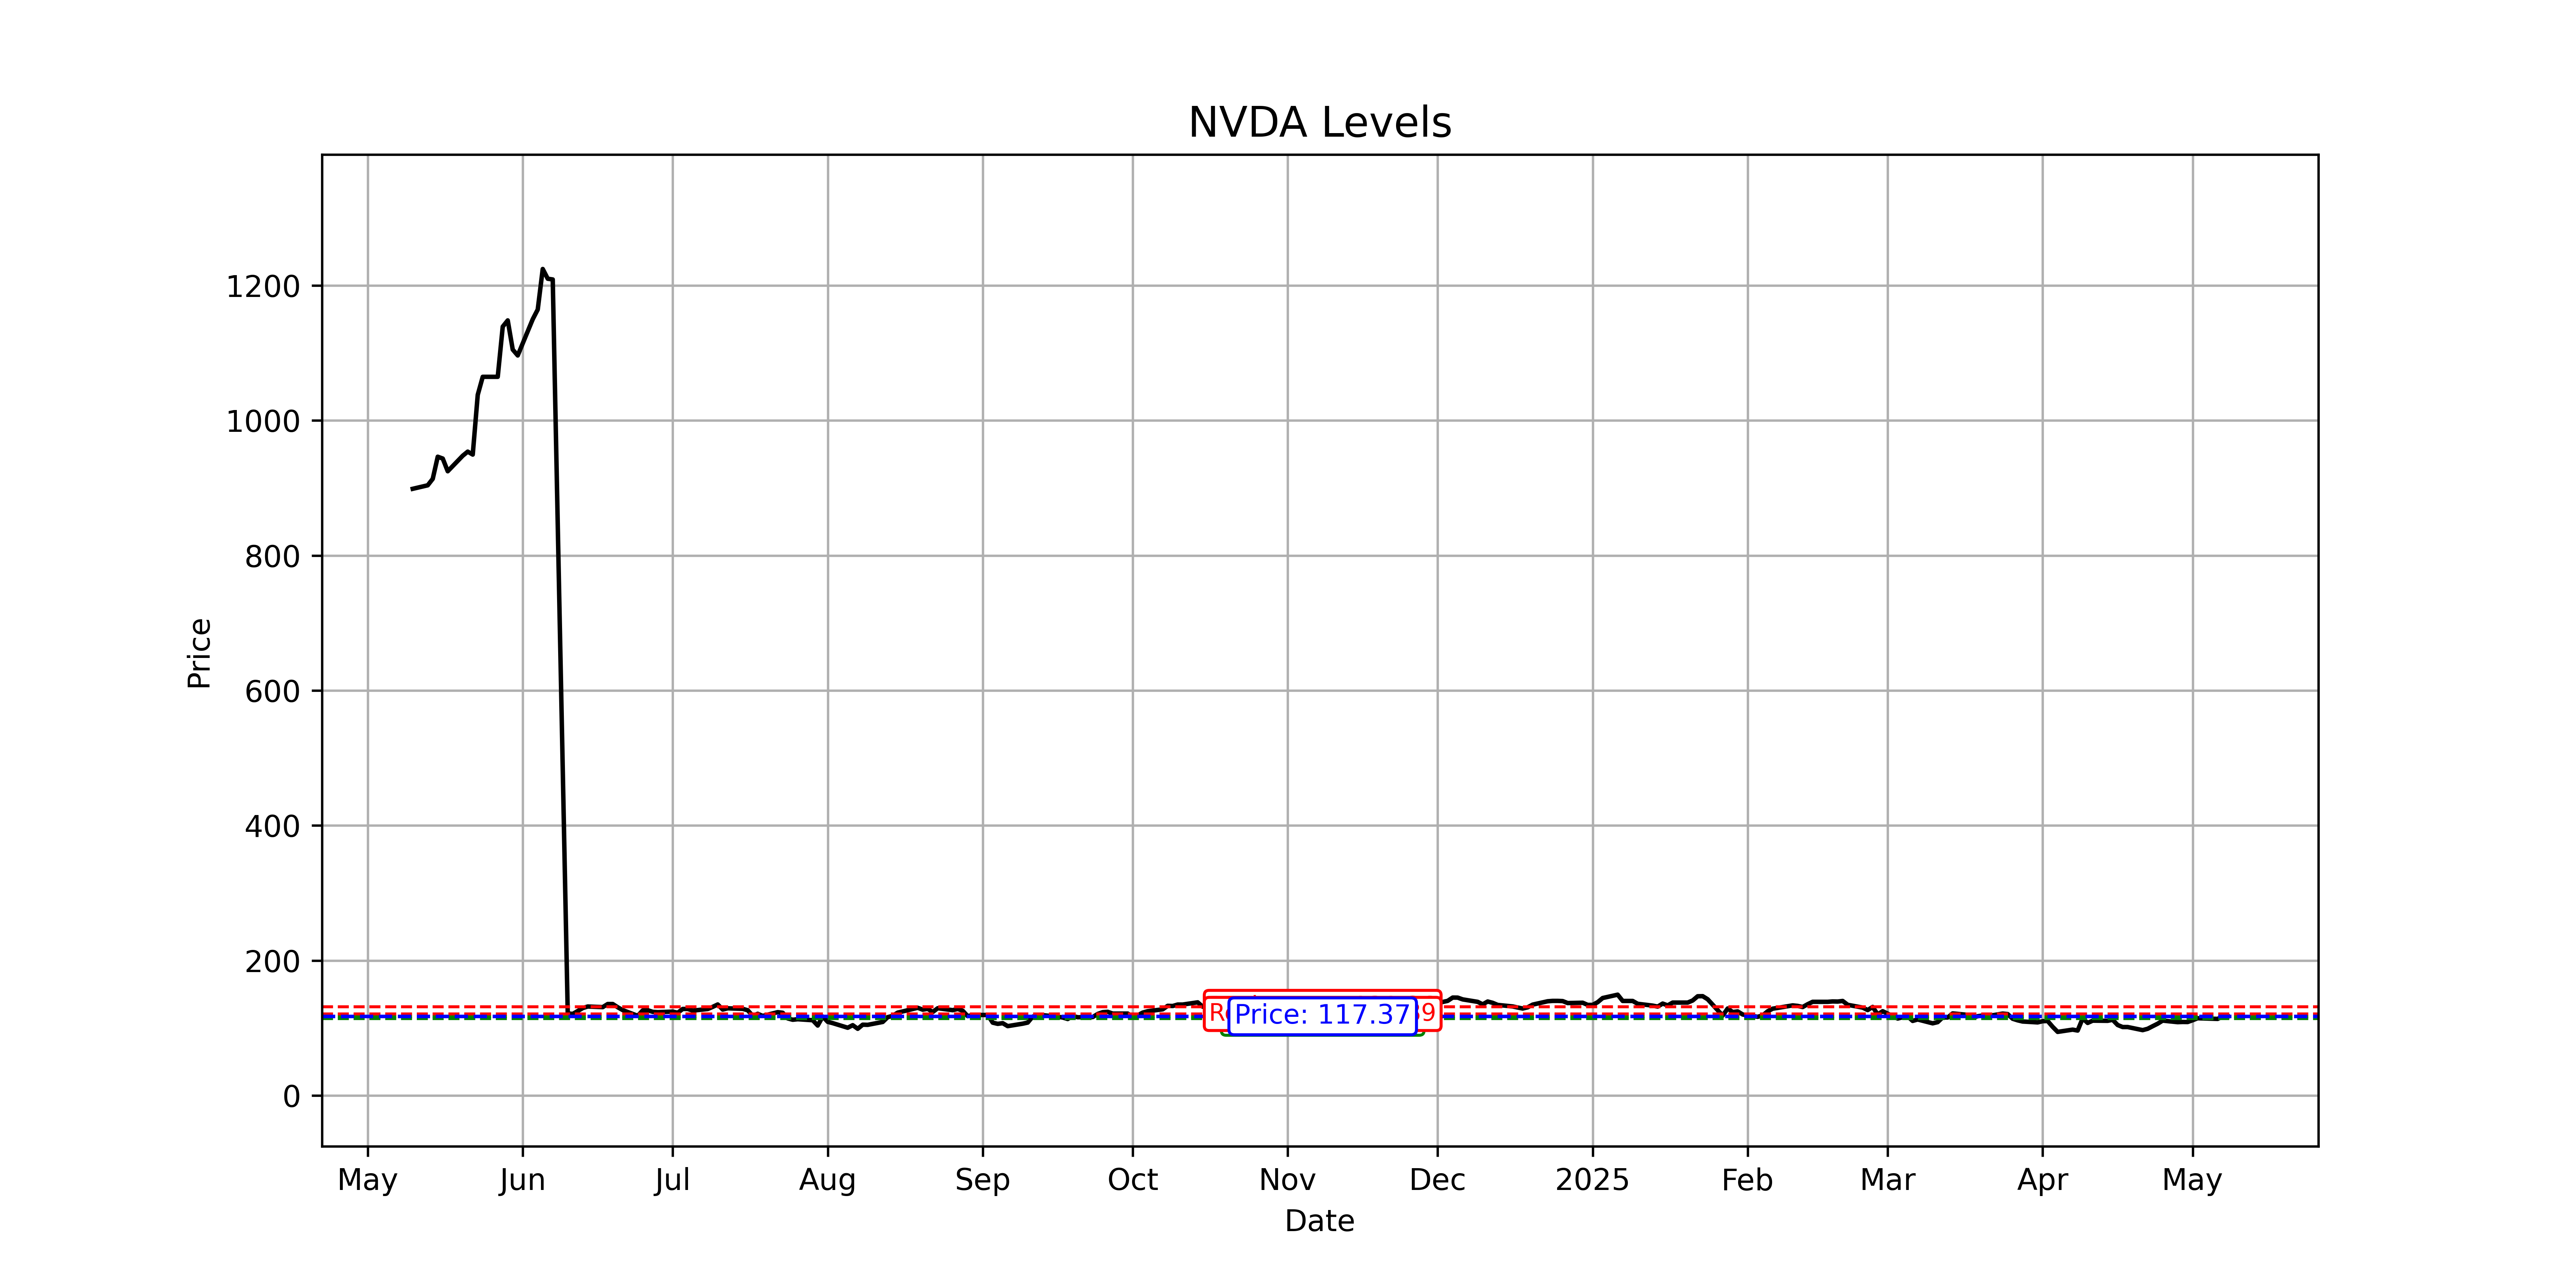 NVDA Levels
Price
1200
1000
800
600
400
200
0
Price: 117.37
May Jun Jul Aug Sep Oct Nov Dec 2025 Feb Mar Apr May
Date